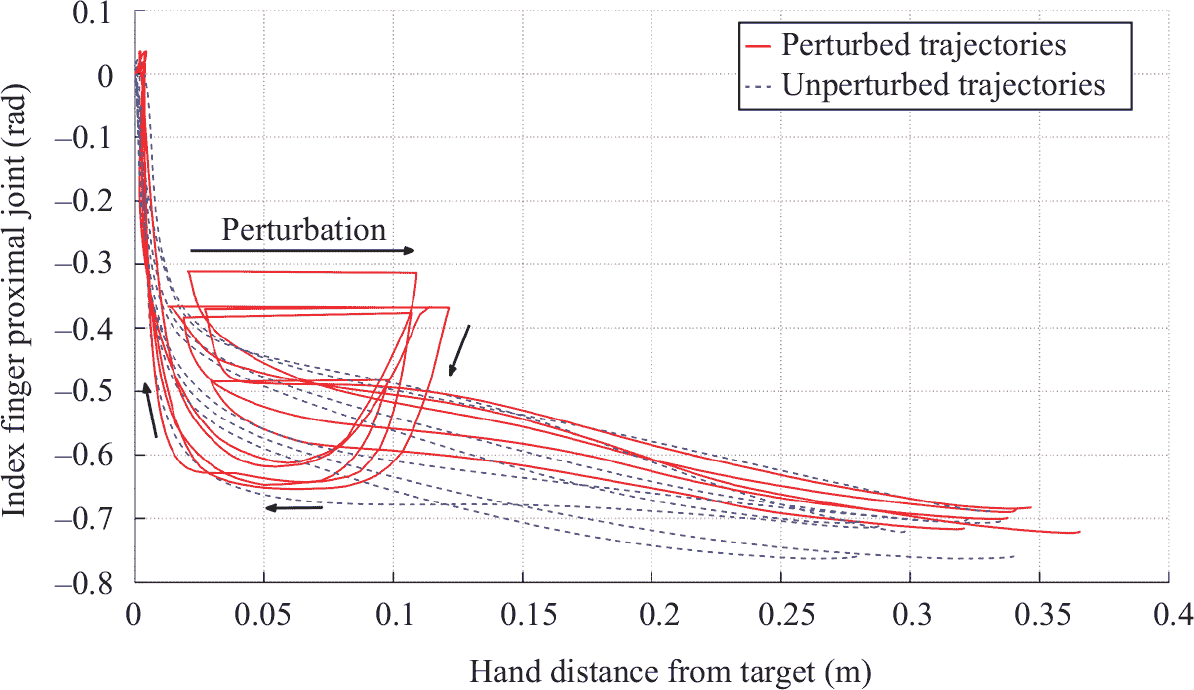 0.1
0
–0.1
–0.2
–0.3
–0.4
–0.5
–0.6
–0.7
–0.8
Index finger proximal joint (rad)
Perturbed trajectories
Unperturbed trajectories
Perturbation
0 0.05 0.1 0.15 0.2 0.25 0.3 0.35 0.4
Hand distance from target (m)